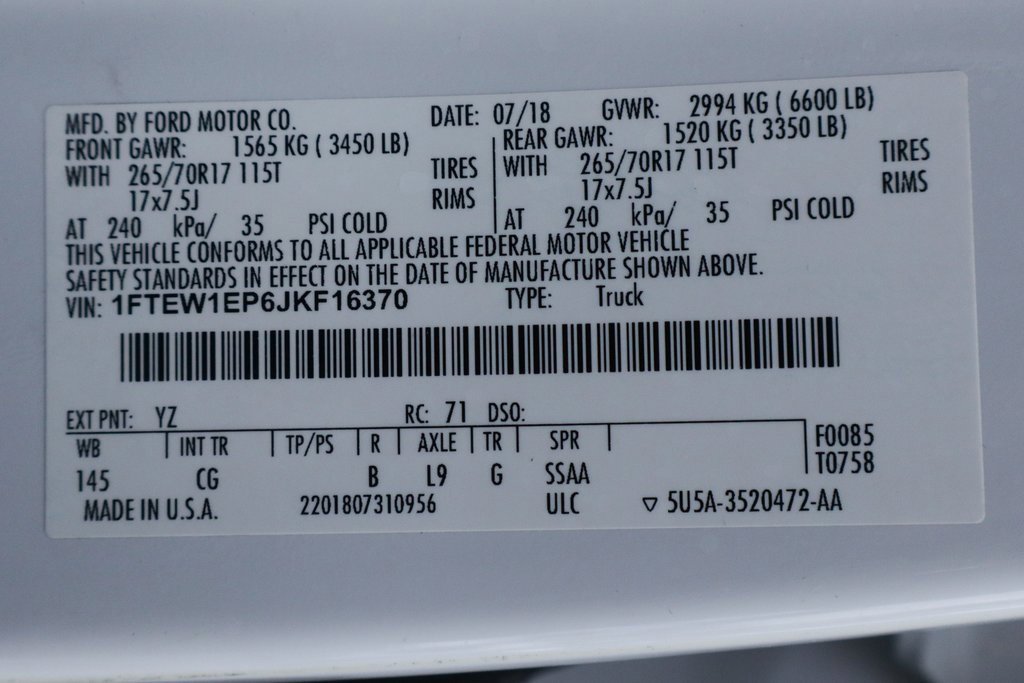 MFD. BY FORD MOTOR CO. DATE: 07/18 GVWR: 2994 KG ( 6600 LB)
FRONT GAWR: 1565 KG ( 3450 LB) REAR GAWR: 1520 KG ( 3350 LB)
WITH 265/70R17 115T TIRES WITH 265/70R17 115T TIRES
17x7.5J RIMS 17x7.5J RIMS
AT 240 kPa/ 35 PSI COLD AT 240 kPa/ 35 PSI COLD
THIS VEHICLE CONFORMS TO ALL APPLICABLE FEDERAL MOTOR VEHICLE
SAFETY STANDARDS IN EFFECT ON THE DATE OF MANUFACTURE SHOWN ABOVE.
VIN: 1FTEW1EP6JKF16370 TYPE: Truck
EXT PNT: YZ RC: 71 DSO:
WB INT TR TP/PS R AXLE TR SPR F0085
145 CG B L9 G SSAA T0758
MADE IN U.S.A. 2201807310956 ULC ▽ 5U5A-3520472-AA